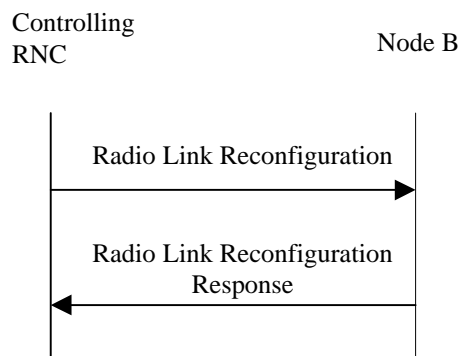 Controlling
RNC
Node B
Radio Link Reconfiguration
Radio Link Reconfiguration
Response